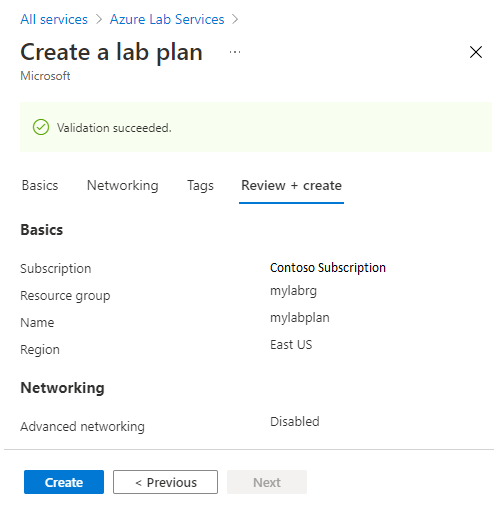 All services > Azure Lab Services >
Create a lab plan ...
Microsoft
Validation succeeded.
Basics Networking Tags Review + create
Basics
Subscription Contoso Subscription
Resource group mylabrg
Name mylabplan
Region East US
Networking
Advanced networking Disabled
Create < Previous Next